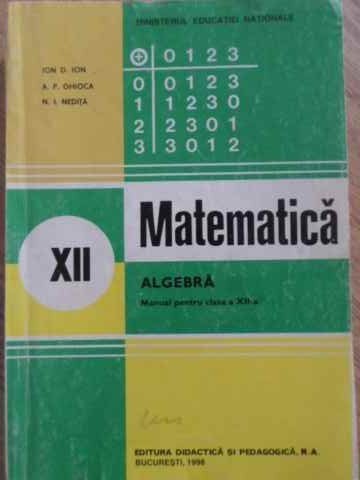 MINISTERUL EDUCAȚIEI NAȚIONALE
ION D. ION
A. P. GHIOCA
N. I. NEDIȚĂ
⊕ 0 1 2 3
0 0 1 2 3
1 1 2 3 0
2 2 3 0 1
3 3 0 1 2
Matematică
XII
ALGEBRĂ
Manual pentru clasa a XII-a
EDITURA DIDACTICĂ ȘI PEDAGOGICĂ, R.A.
BUCUREȘTI, 1998